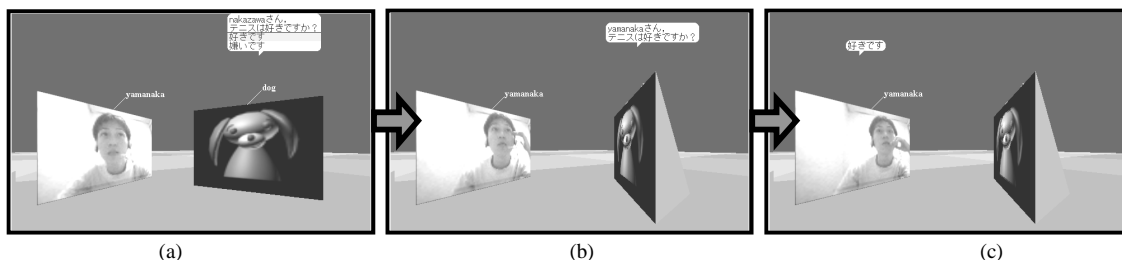 nakazawaさん,
テニスは好きですか？
好きです
嫌いです
yamanaka
dog
(a)
yamanakaさん,
テニスは好きですか？
yamanaka
(b)
好きです
yamanaka
(c)